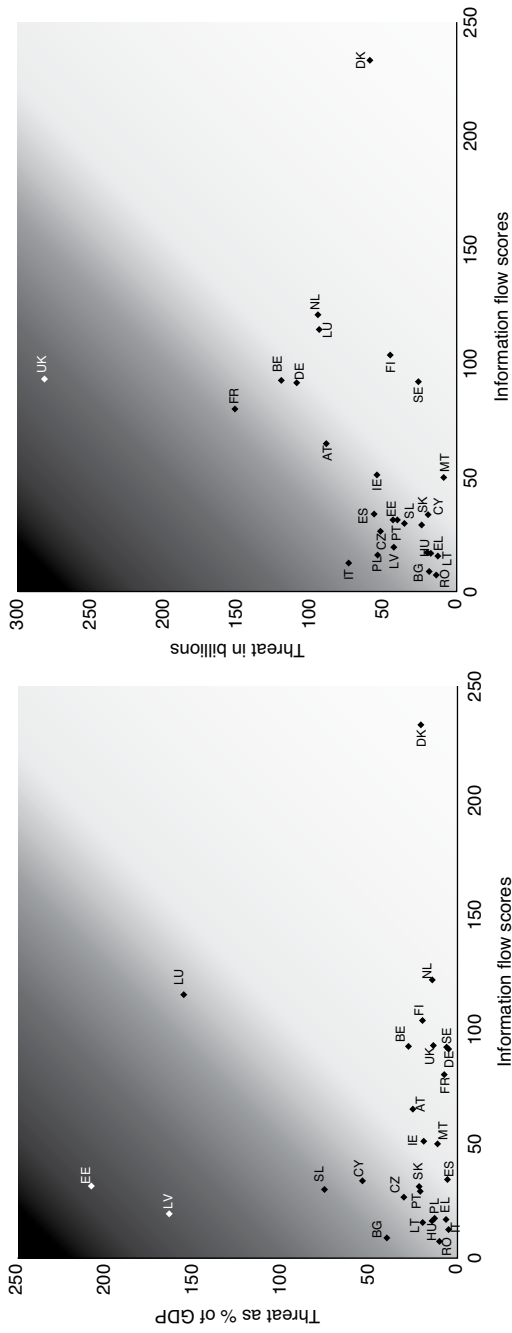 250
200
150
100
50
0
Threat as % of GDP
EE
LV
LU
SL
CY
BG
CZ
BE
AT
IE
SK
PT
LT
HU
PL
FI
UK
NL
DK
MT
FR
DE
SE
ES
EL
IT
RO
0
50
100
150
200
250
Information flow scores
300
250
200
150
100
50
0
Threat in billions
UK
FR
BE
DE
NL
LU
AT
IT
DK
ES
IE
PL
CZ
EE
PT
LV
FI
SL
SE
SK
CY
BG
HU
EL
RO
LT
MT
0
50
100
150
200
250
Information flow scores